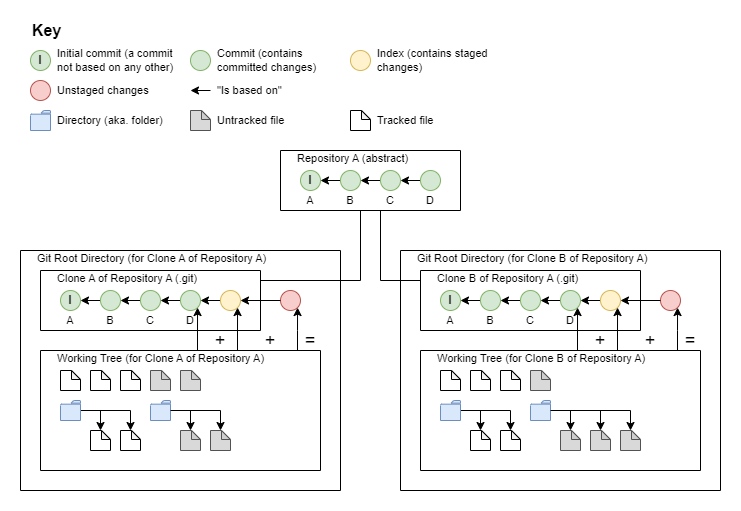 Key
I
Initial commit (a commit
not based on any other)
Commit (contains
committed changes)
Index (contains staged
changes)
Unstaged changes
"Is based on"
Directory (aka. folder)
Untracked file
Tracked file
Repository A (abstract)
I
A B C D
Git Root Directory (for Clone A of Repository A)
Clone A of Repository A (.git)
I
A B C D
+ + =
Working Tree (for Clone A of Repository A)
Git Root Directory (for Clone B of Repository A)
Clone B of Repository A (.git)
I
A B C D
+ + =
Working Tree (for Clone B of Repository A)